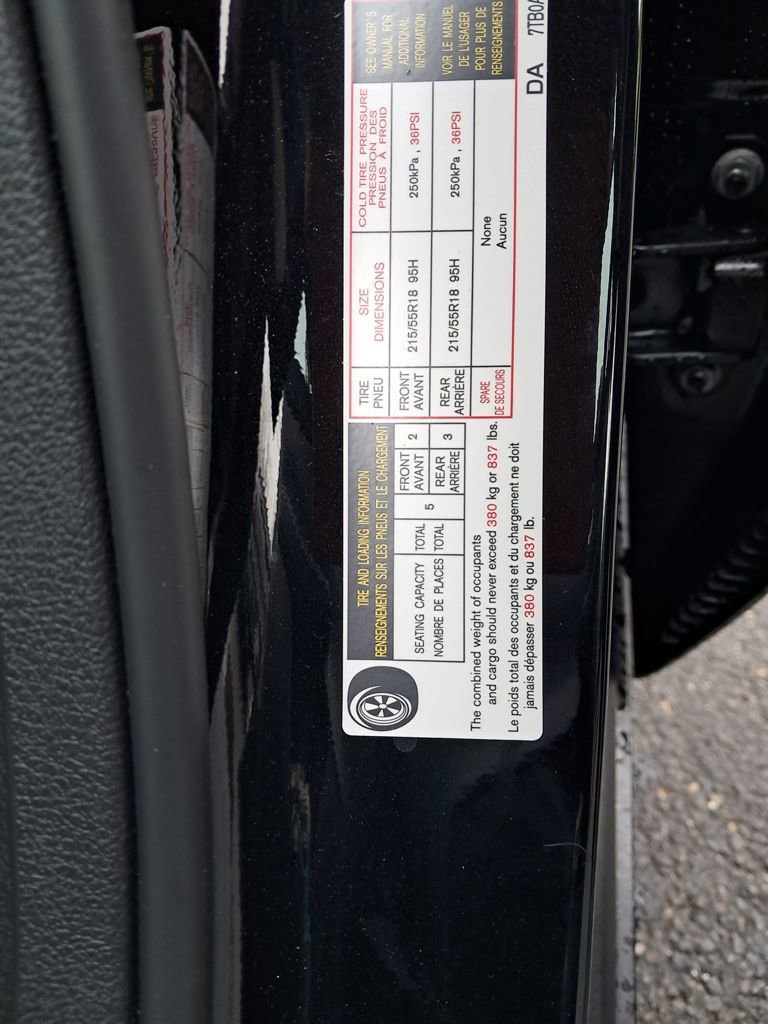 TIRE AND LOADING INFORMATION
RENSEIGNEMENTS SUR LES PNEUS ET LE CHARGEMENT
SEATING CAPACITY
NOMBRE DE PLACES
TOTAL
TOTAL
5
FRONT
AVANT
2
REAR
ARRIÈRE
3
The combined weight of occupants
and cargo should never exceed 380 kg or 837 lbs.
Le poids total des occupants et du chargement ne doit
jamais dépasser 380 kg ou 837 lb.
TIRE
PNEU
SIZE
DIMENSIONS
COLD TIRE PRESSURE
PRESSION DES
PNEUS À FROID
FRONT
AVANT
215/55R18 95H
250kPa , 36PSI
REAR
ARRIÈRE
215/55R18 95H
250kPa , 36PSI
SPARE
DE SECOURS
None
Aucun
SEE OWNER'S
MANUAL FOR
ADDITIONAL
INFORMATION
VOIR LE MANUEL
DE L'USAGER
POUR PLUS DE
RENSEIGNEMENTS
DA